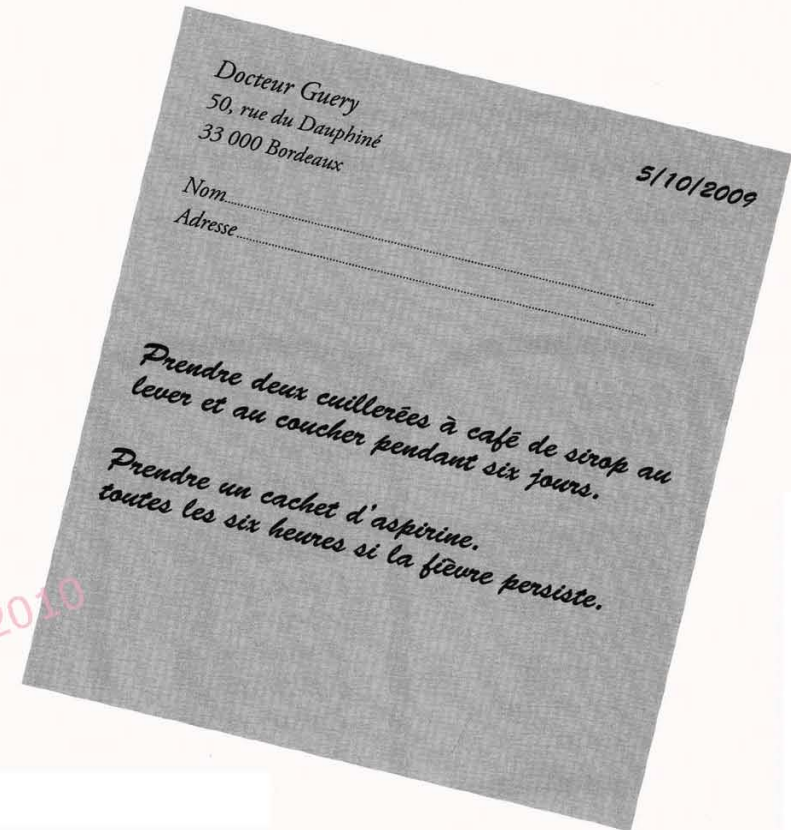 Docteur Guery
50, rue du Dauphiné
33 000 Bordeaux
5/10/2009
Nom
Adresse
Prendre deux cuillerées à café de sirop au
lever et au coucher pendant six jours.
Prendre un cachet d'aspirine.
toutes les six heures si la fièvre persiste.
2010